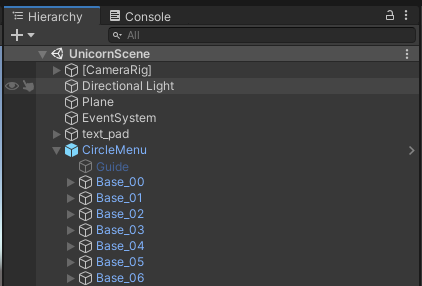 Hierarchy Console
All
UnicornScene
[CameraRig]
Directional Light
Plane
EventSystem
text_pad
CircleMenu
Guide
Base_00
Base_01
Base_02
Base_03
Base_04
Base_05
Base_06